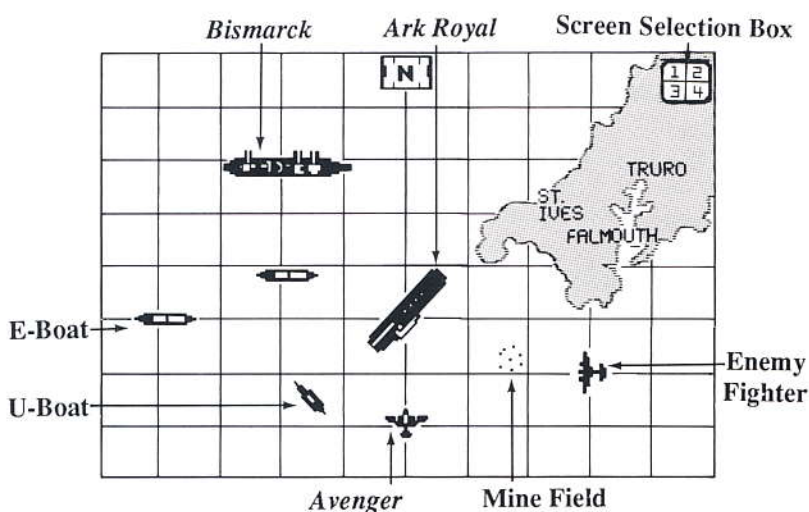 Bismarck
Ark Royal
Screen Selection Box
N
1 2
3 4
TRURO
ST.
IVES
FALMOUTH
E-Boat
Enemy
Fighter
U-Boat
Avenger
Mine Field